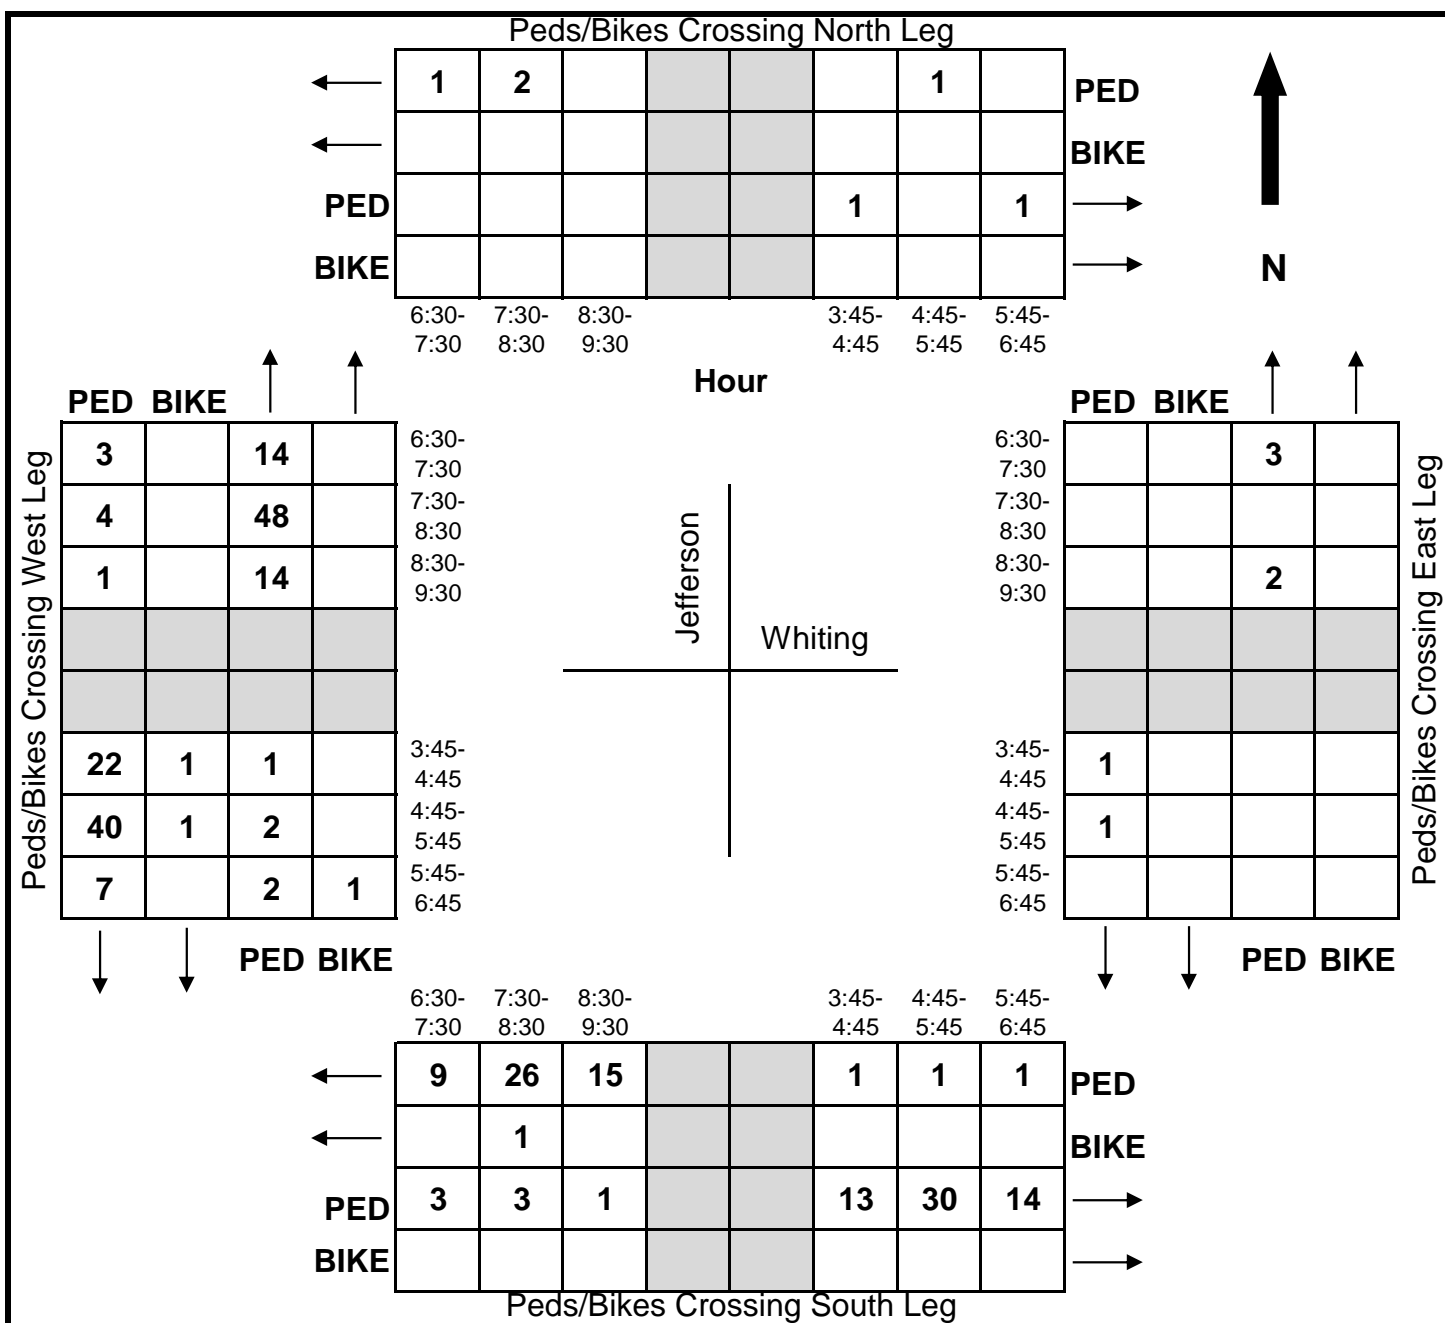 Peds/Bikes Crossing North Leg
1 2 1 PED
BIKE
PED 1 1
BIKE N
6:30- 7:30- 8:30- 3:45- 4:45- 5:45-
7:30 8:30 9:30 4:45 5:45 6:45
Hour
PED BIKE
Peds/Bikes Crossing West Leg
3 14 6:30-
7:30
4 48 7:30-
8:30
1 14 8:30-
9:30
22 1 1 3:45-
4:45
40 1 2 4:45-
5:45
7 2 1 5:45-
6:45
PED BIKE
Jefferson
Whiting
PED BIKE
6:30-
7:30 3
7:30-
8:30
8:30-
9:30 2
3:45-
4:45 1
4:45-
5:45 1
5:45-
6:45
PED BIKE
Peds/Bikes Crossing East Leg
6:30- 7:30- 8:30- 3:45- 4:45- 5:45-
7:30 8:30 9:30 4:45 5:45 6:45
9 26 15 1 1 1 PED
1 BIKE
PED 3 3 1 13 30 14
BIKE
Peds/Bikes Crossing South Leg